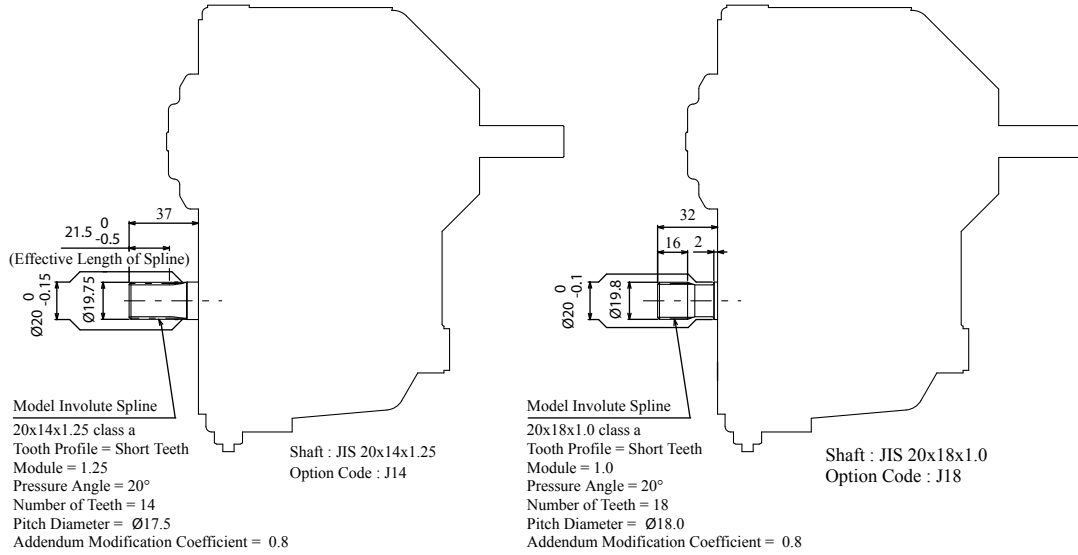 37
21.5 0 -0.5
(Effective Length of Spline)
Ø20 0 -0.15
Ø19.75
Model Involute Spline
20x14x1.25 class a
Tooth Profile = Short Teeth
Module = 1.25
Pressure Angle = 20°
Number of Teeth = 14
Pitch Diameter = Ø17.5
Addendum Modification Coefficient = 0.8
Shaft : JIS 20x14x1.25
Option Code : J14
32
16 2
Ø20 0 -0.1
Ø19.8
Model Involute Spline
20x18x1.0 class a
Tooth Profile = Short Teeth
Module = 1.0
Pressure Angle = 20°
Number of Teeth = 18
Pitch Diameter = Ø18.0
Addendum Modification Coefficient = 0.8
Shaft : JIS 20x18x1.0
Option Code : J18